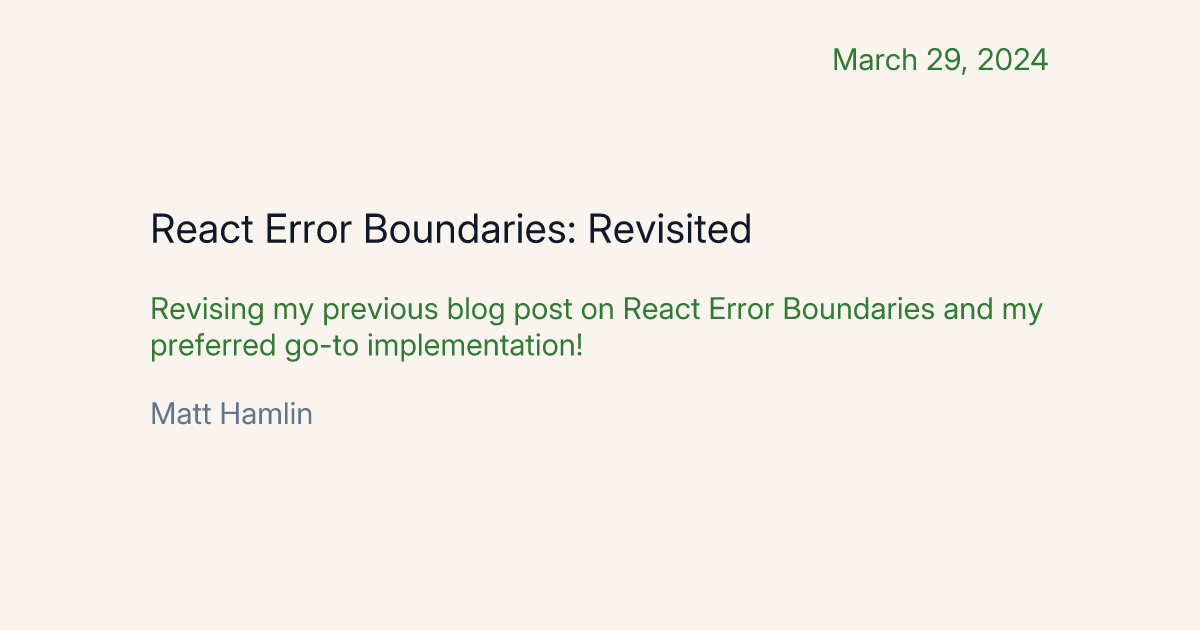 March 29, 2024
React Error Boundaries: Revisited
Revising my previous blog post on React Error Boundaries and my
preferred go-to implementation!
Matt Hamlin